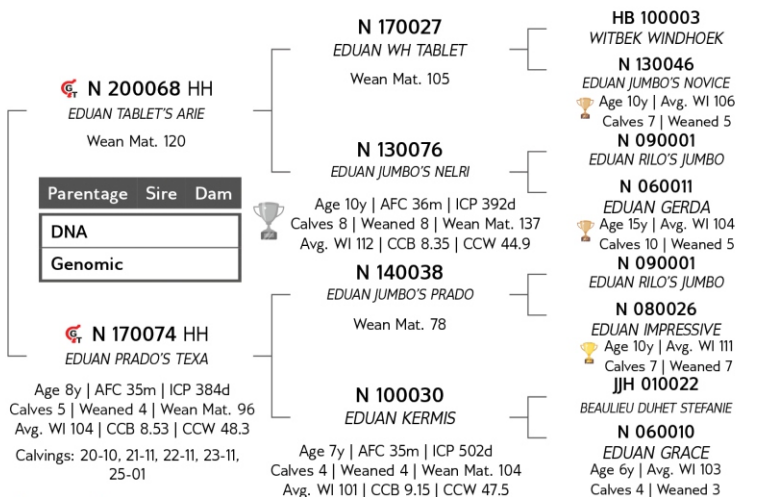 N 200068 HH
EDUAN TABLET'S ARIE
Wean Mat. 120
Parentage Sire Dam
DNA
Genomic
N 170074 HH
EDUAN PRADO'S TEXA
Age 8y | AFC 35m | ICP 384d
Calves 5 | Weaned 4 | Wean Mat. 96
Avg. WI 104 | CCB 8.53 | CCW 48.3
Calvings: 20-10, 21-11, 22-11, 23-11,
25-01
N 170027
EDUAN WH TABLET
Wean Mat. 105
N 130076
EDUAN JUMBO'S NELRI
Age 10y | AFC 36m | ICP 392d
Calves 8 | Weaned 8 | Wean Mat. 137
Avg. WI 112 | CCB 8.35 | CCW 44.9
N 140038
EDUAN JUMBO'S PRADO
Wean Mat. 78
N 100030
EDUAN KERMIS
Age 7y | AFC 35m | ICP 502d
Calves 4 | Weaned 4 | Wean Mat. 104
Avg. WI 101 | CCB 9.15 | CCW 47.5
HB 100003
WITBEK WINDHOEK
N 130046
EDUAN JUMBO'S NOVICE
Age 10y | Avg. WI 106
Calves 7 | Weaned 5
N 090001
EDUAN RILO'S JUMBO
N 060011
EDUAN GERDA
Age 15y | Avg. WI 104
Calves 10 | Weaned 5
N 090001
EDUAN RILO'S JUMBO
N 080026
EDUAN IMPRESSIVE
Age 10y | Avg. WI 111
Calves 7 | Weaned 7
JJH 010022
BEAULIEU DUHET STEFANIE
N 060010
EDUAN GRACE
Age 6y | Avg. WI 103
Calves 4 | Weaned 3